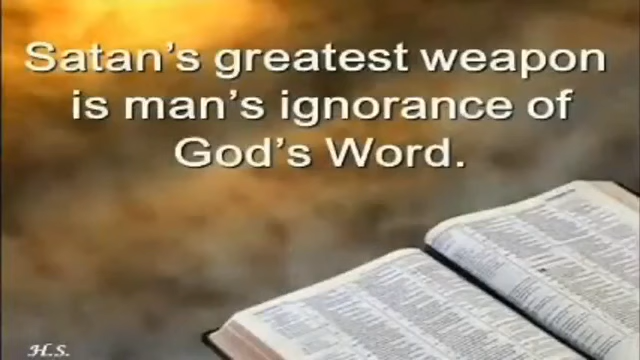 Satan's greatest weapon
is man's ignorance of
God's Word.
H.S.